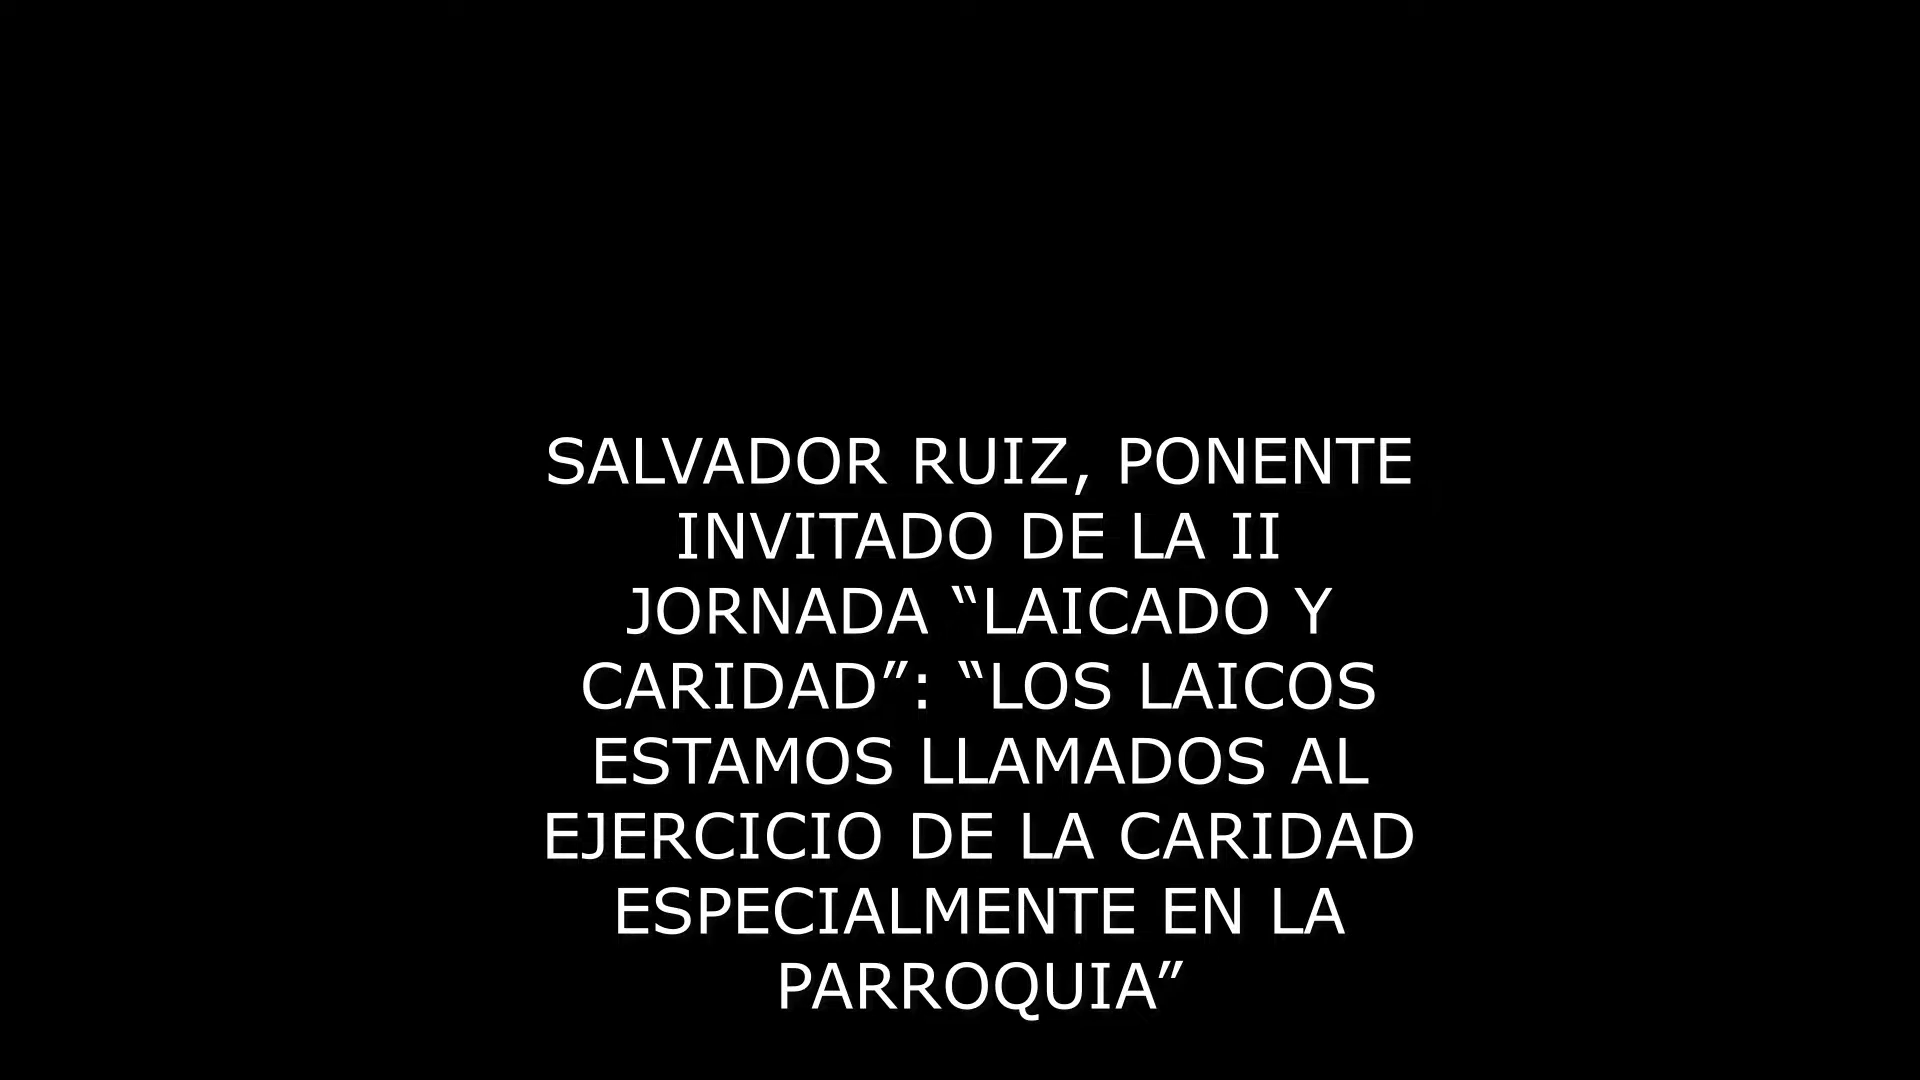 SALVADOR RUIZ, PONENTE
INVITADO DE LA II
JORNADA “LAICADO Y
CARIDAD”: “LOS LAICOS
ESTAMOS LLAMADOS AL
EJERCICIO DE LA CARIDAD
ESPECIALMENTE EN LA
PARROQUIA”